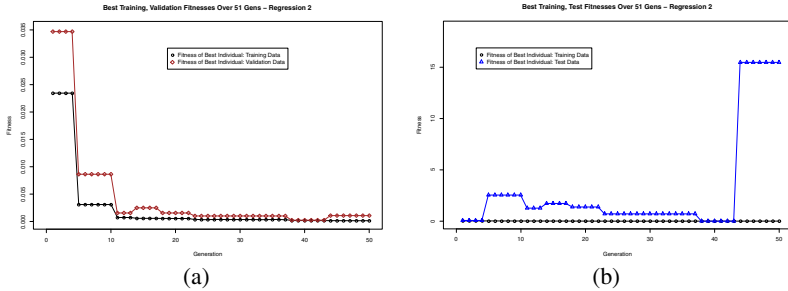 Best Training, Validation Fitnesses Over 51 Gens – Regression 2
Fitness of Best Individual: Training Data
Fitness of Best Individual: Validation Data
Fitness
0.035
0.030
0.025
0.020
0.015
0.010
0.005
0.000
0 10 20 30 40 50
Generation
(a)
Best Training, Test Fitnesses Over 51 Gens – Regression 2
Fitness of Best Individual: Training Data
Fitness of Best Individual: Test Data
Fitness
15
10
5
0
0 10 20 30 40 50
Generation
(b)